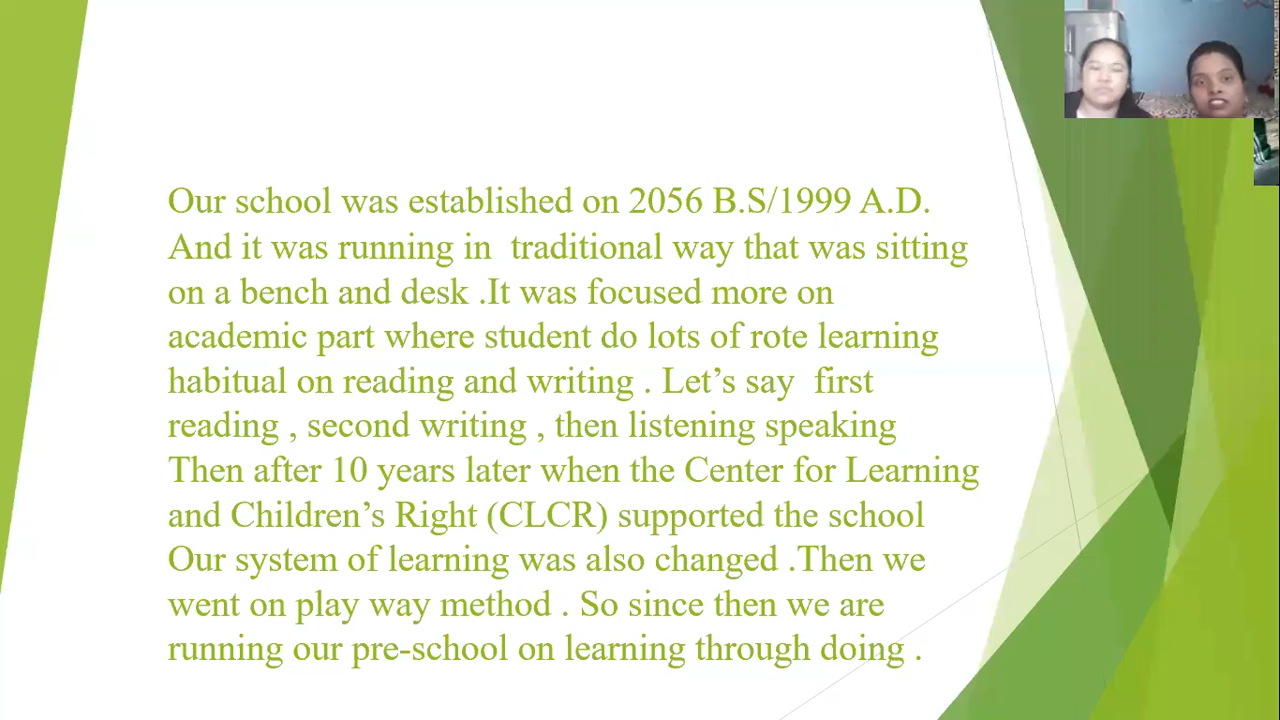 Our school was established on 2056 B.S/1999 A.D.
And it was running in  traditional way that was sitting
on a bench and desk .It was focused more on
academic part where student do lots of rote learning
habitual on reading and writing . Let’s say  first
reading , second writing , then listening speaking
Then after 10 years later when the Center for Learning
and Children’s Right (CLCR) supported the school
Our system of learning was also changed .Then we
went on play way method . So since then we are
running our pre-school on learning through doing .